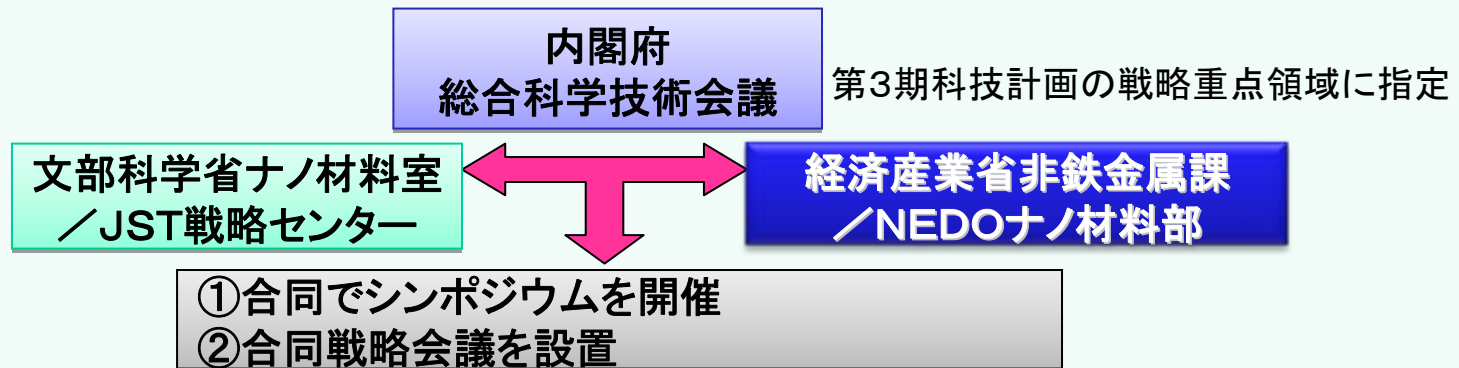 内閣府
総合科学技術会議
第3期科技計画の戦略重点領域に指定
文部科学省ナノ材料室
／JST戦略センター
経済産業省非鉄金属課
／NEDOナノ材料部
①合同でシンポジウムを開催
②合同戦略会議を設置